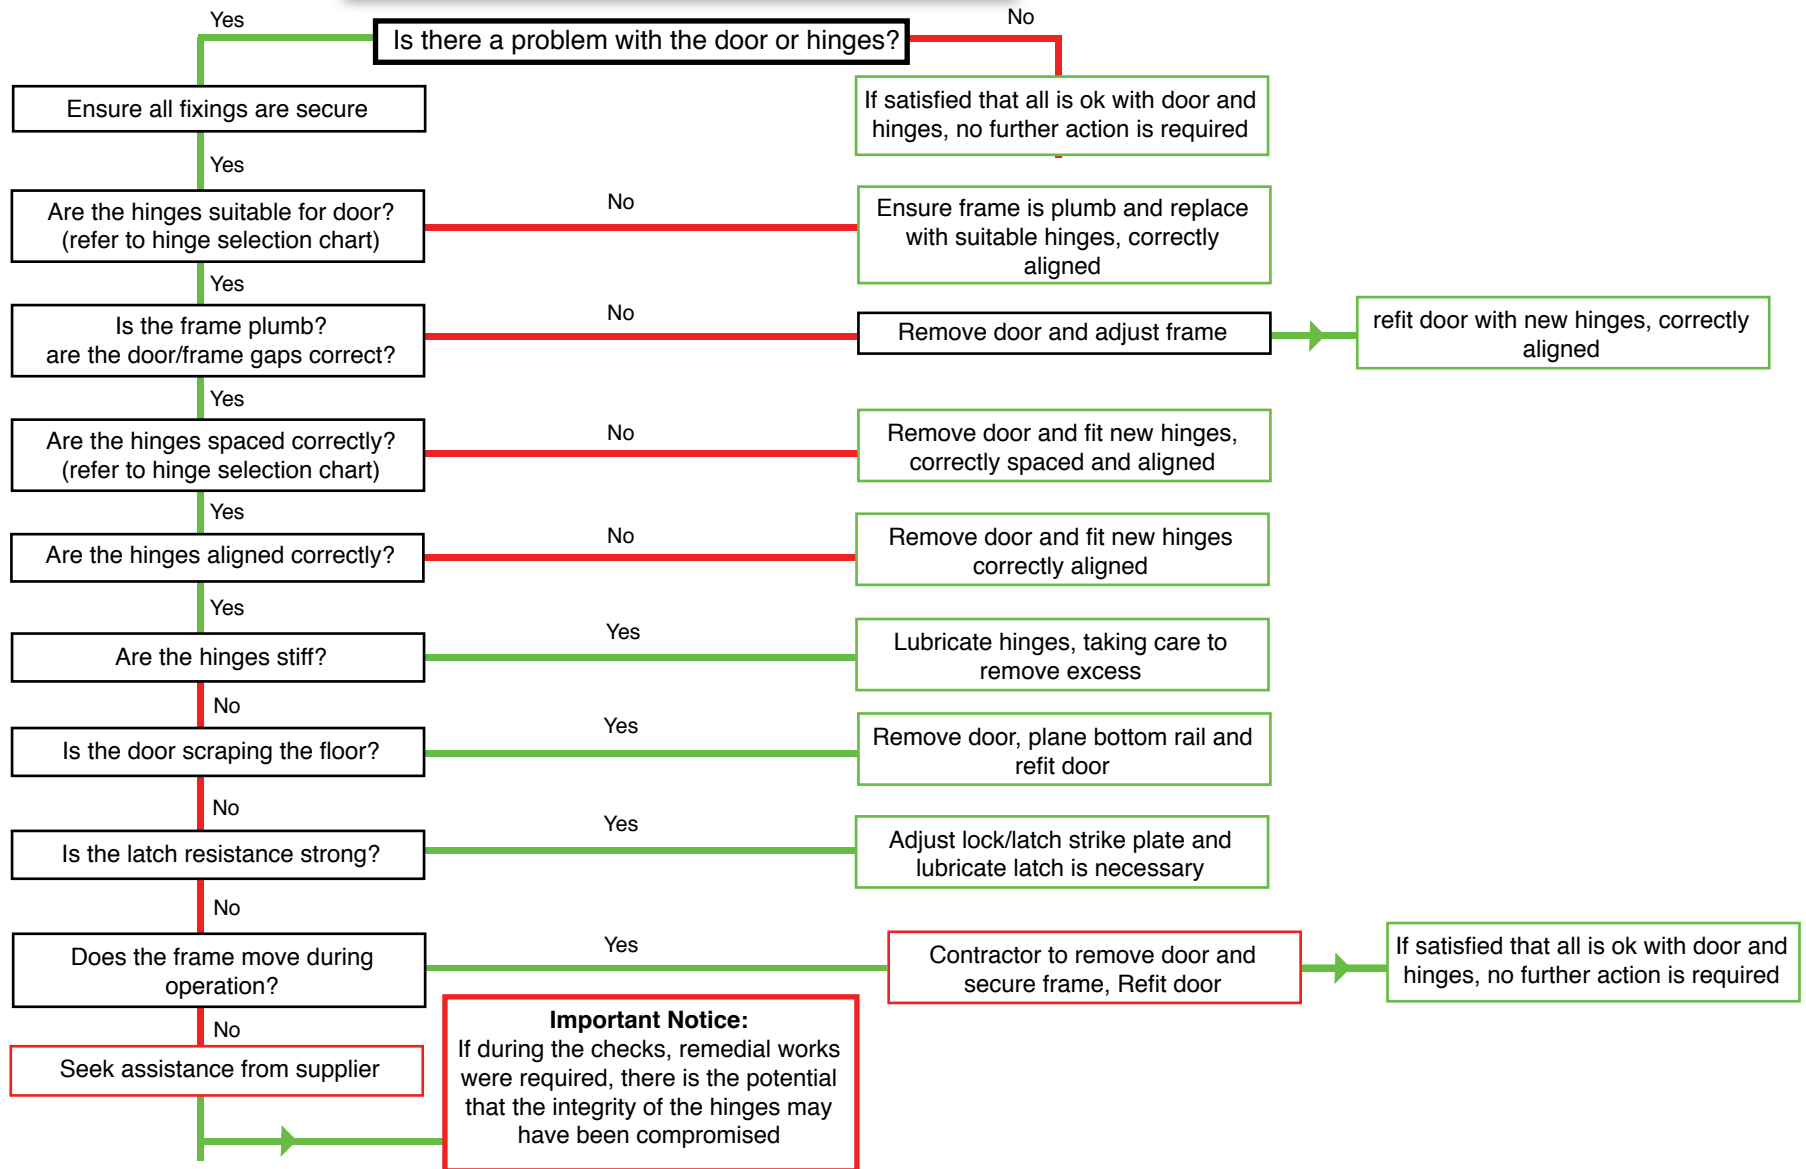 Yes
No
Is there a problem with the door or hinges?
Ensure all fixings are secure
If satisfied that all is ok with door and
hinges, no further action is required
Yes
Are the hinges suitable for door?
(refer to hinge selection chart)
No
Ensure frame is plumb and replace
with suitable hinges, correctly
aligned
Yes
Is the frame plumb?
are the door/frame gaps correct?
No
Remove door and adjust frame
refit door with new hinges, correctly
aligned
Yes
Are the hinges spaced correctly?
(refer to hinge selection chart)
No
Remove door and fit new hinges,
correctly spaced and aligned
Yes
Are the hinges aligned correctly?
No
Remove door and fit new hinges
correctly aligned
Yes
Are the hinges stiff?
Yes
Lubricate hinges, taking care to
remove excess
No
Is the door scraping the floor?
Yes
Remove door, plane bottom rail and
refit door
No
Is the latch resistance strong?
Yes
Adjust lock/latch strike plate and
lubricate latch is necessary
No
Does the frame move during
operation?
Yes
Contractor to remove door and
secure frame, Refit door
If satisfied that all is ok with door and
hinges, no further action is required
No
Seek assistance from supplier
Important Notice:
If during the checks, remedial works
were required, there is the potential
that the integrity of the hinges may
have been compromised